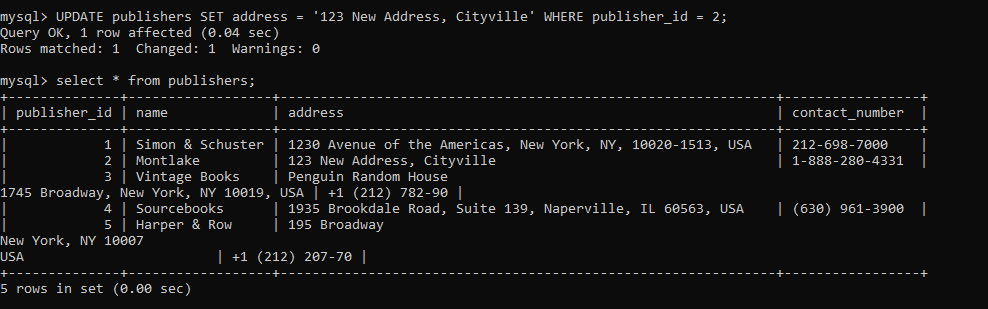 mysql> UPDATE publishers SET address = '123 New Address, Cityville' WHERE publisher_id = 2;
Query OK, 1 row affected (0.04 sec)
Rows matched: 1  Changed: 1  Warnings: 0
mysql> select * from publishers;
+--------------+------------------+--------------------------------------------------------------+-----------------+
| publisher_id | name             | address                                                      | contact_number  |
+--------------+------------------+--------------------------------------------------------------+-----------------+
|            1 | Simon & Schuster | 1230 Avenue of the Americas, New York, NY, 10020-1513, USA   | 212-698-7000    |
|            2 | Montlake         | 123 New Address, Cityville                                   | 1-888-280-4331  |
|            3 | Vintage Books    | Penguin Random House
1745 Broadway, New York, NY 10019, USA | +1 (212) 782-90 |
|            4 | Sourcebooks      | 1935 Brookdale Road, Suite 139, Naperville, IL 60563, USA    | (630) 961-3900  |
|            5 | Harper & Row     | 195 Broadway
New York, NY 10007
USA                        | +1 (212) 207-70 |
+--------------+------------------+--------------------------------------------------------------+-----------------+
5 rows in set (0.00 sec)